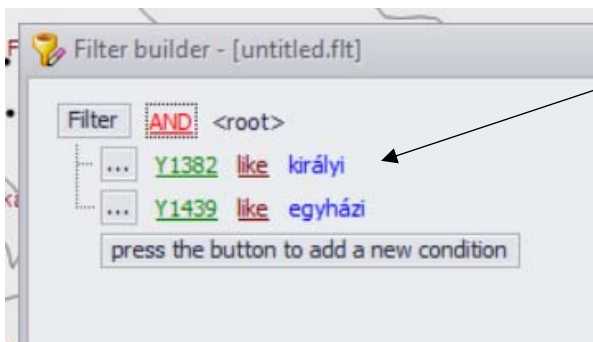 Filter builder - [untitled.flt]
Filter AND <root>
... Y1382 like királyi
... Y1439 like egyházi
press the button to add a new condition